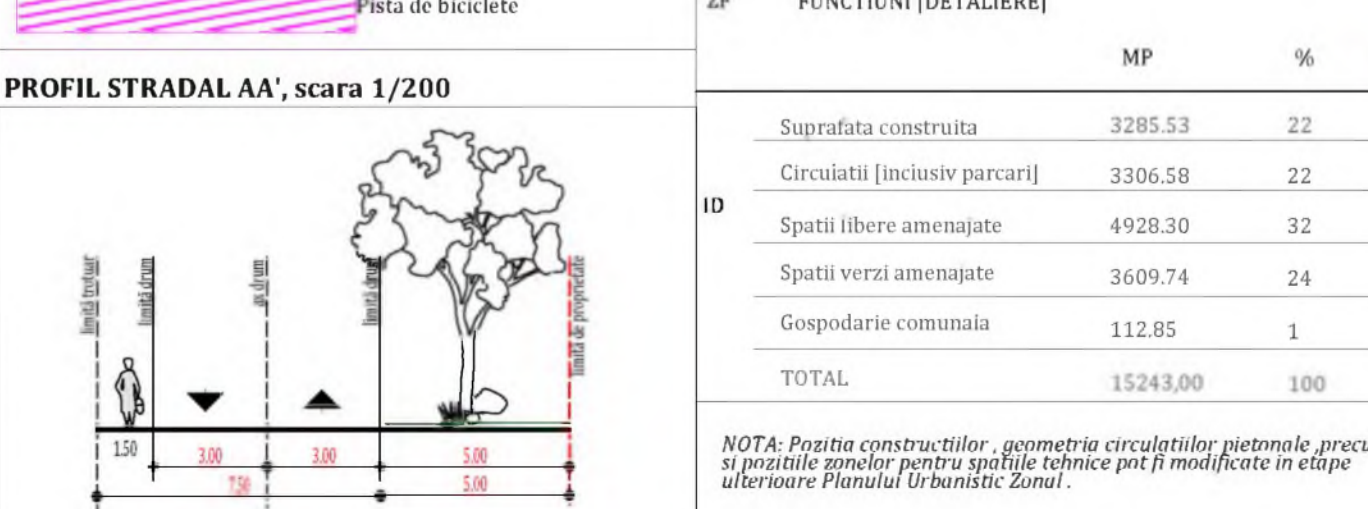 Pista de biciclete
PROFIL STRADAL AA', scara 1/200
limită trotuar
limită drum
ax drum
limită drum
limită de proprietate
1.50
3.00
3.00
5.00
7.50
5.00
ZF FUNCTIUNI [DETALIERE]
MP %
ID
Suprafata construita 3285.53 22
Circuiatii [inciusiv parcari] 3306.58 22
Spatii libere amenajate 4928.30 32
Spatii verzi amenajate 3609.74 24
Gospodarie comunaia 112.85 1
TOTAL 15243,00 100
NOTA: Pozitia constructiilor , geometria circulatiilor pietonale ,precu
si pozitiile zonelor pentru spatiile tehnice pot fi modificate in etape
ulterioare Planului Urbanistic Zonal .